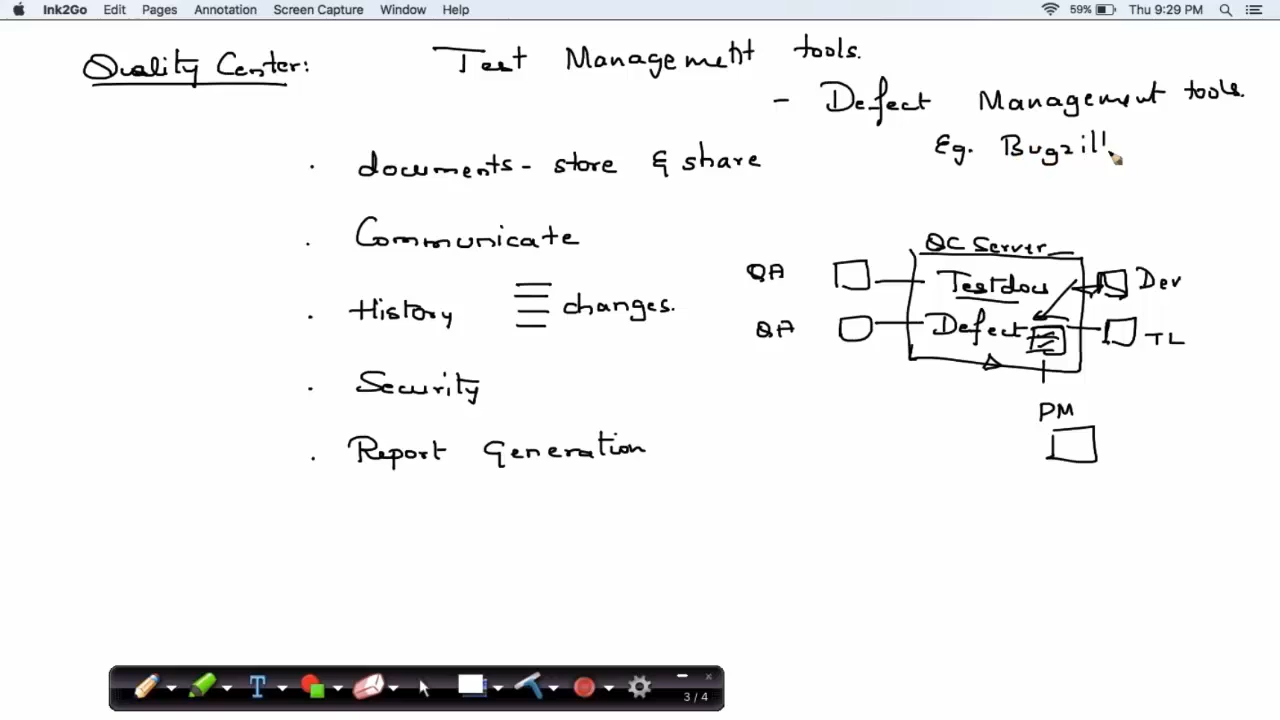 Ink2Go Edit Pages Annotation Screen Capture Window Help 59% Thu 9:29 PM
Quality Center: Test Management tools.
- Defect Management tools.
Eg. Bugzill
. documents - store & share
. Communicate
. History changes.
. Security
. Report Generation
QC Server
QA Testdocs Dev
QA Defect TL
PM
3 / 4